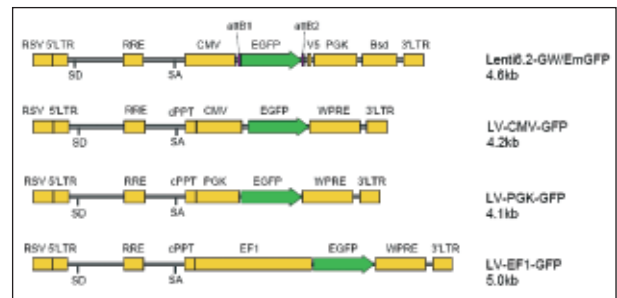 attB1 attB2
RSV 5'LTR RRE CMV EGFP V5 PGK Bsd 3'LTR
SD SA
Lenti6.2-GW/EmGFP
4.6kb
RSV 5'LTR RRE cPPT CMV EGFP WPRE 3'LTR
SD SA
LV-CMV-GFP
4.2kb
RSV 5'LTR RRE cPPT PGK EGFP WPRE 3'LTR
SD SA
LV-PGK-GFP
4.1kb
RSV 5'LTR RRE cPPT EF1 EGFP WPRE 3'LTR
SD SA
LV-EF1-GFP
5.0kb